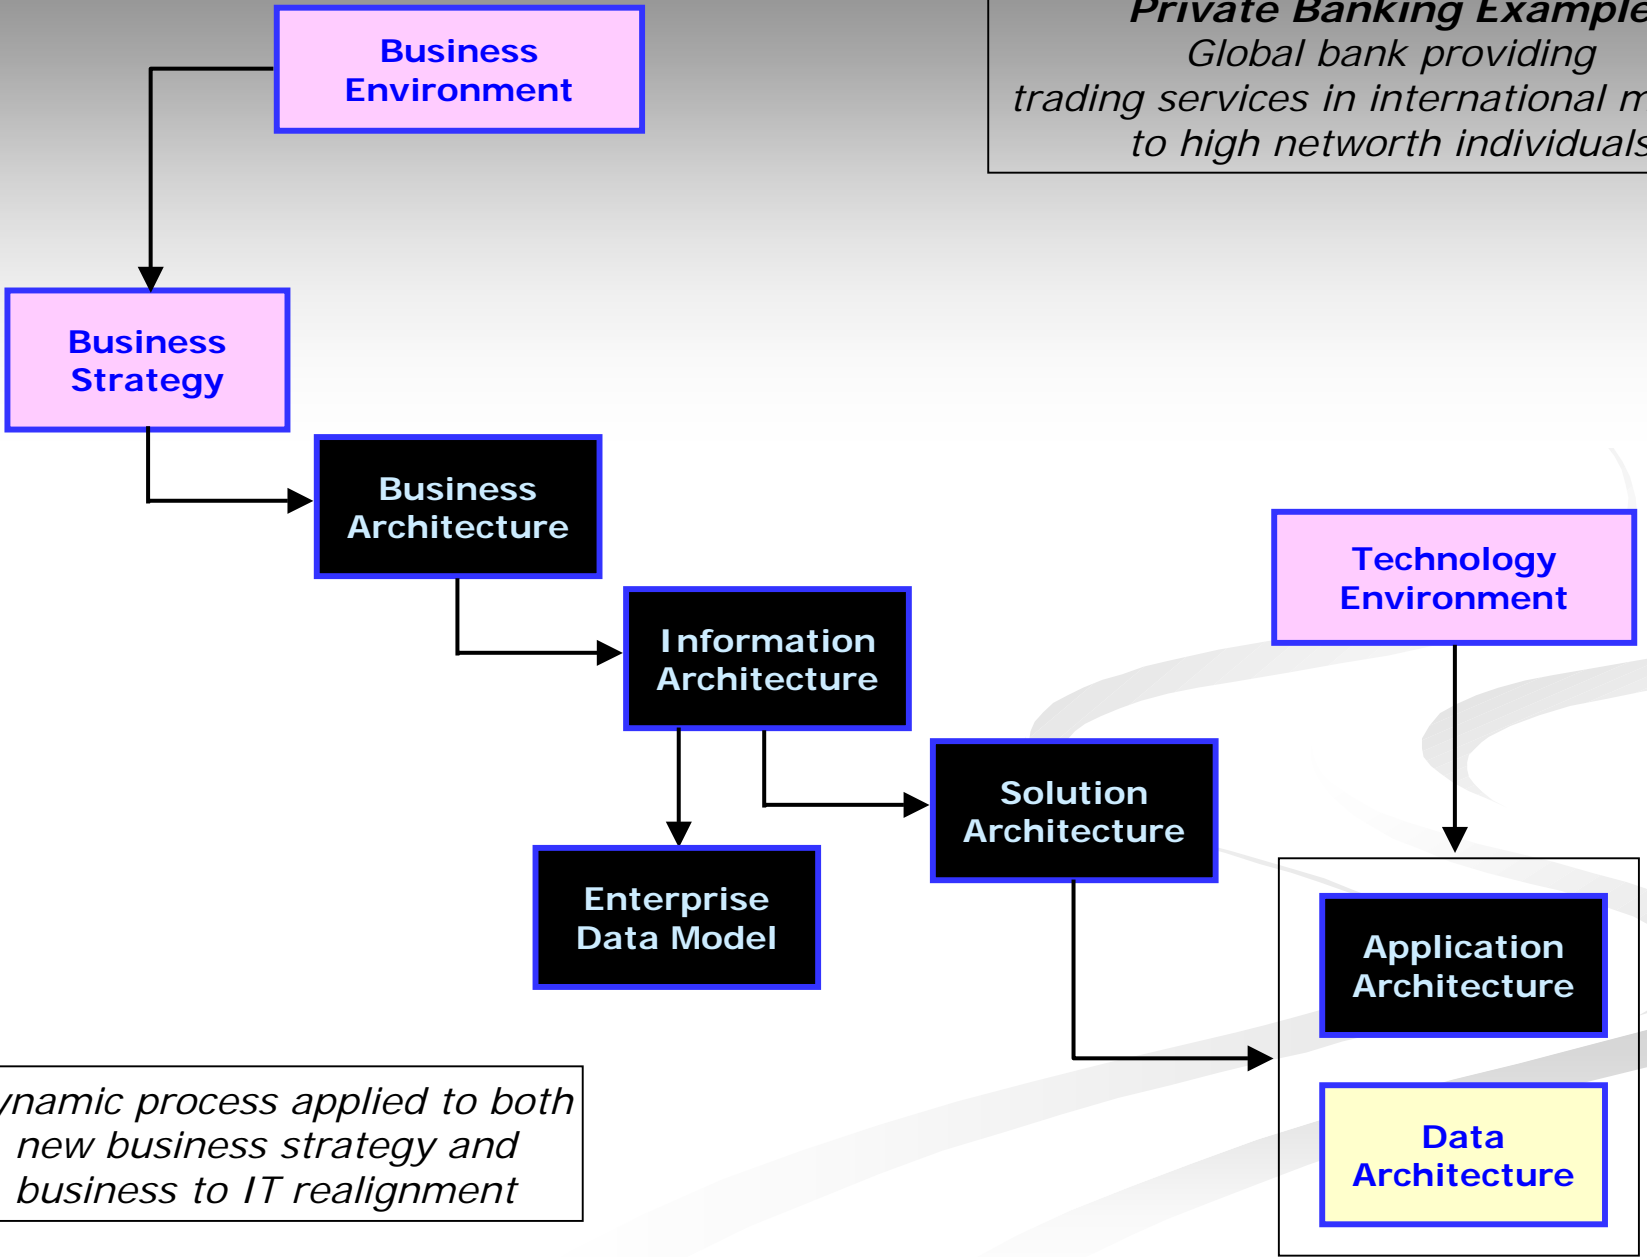 Private Banking Example
Global bank providing
trading services in international
to high networth individuals
Business
Environment
Business
Strategy
Business
Architecture
Information
Architecture
Technology
Environment
Solution
Architecture
Enterprise
Data Model
Application
Architecture
Data
Architecture
process applied to both
new business strategy and
business to IT realignment